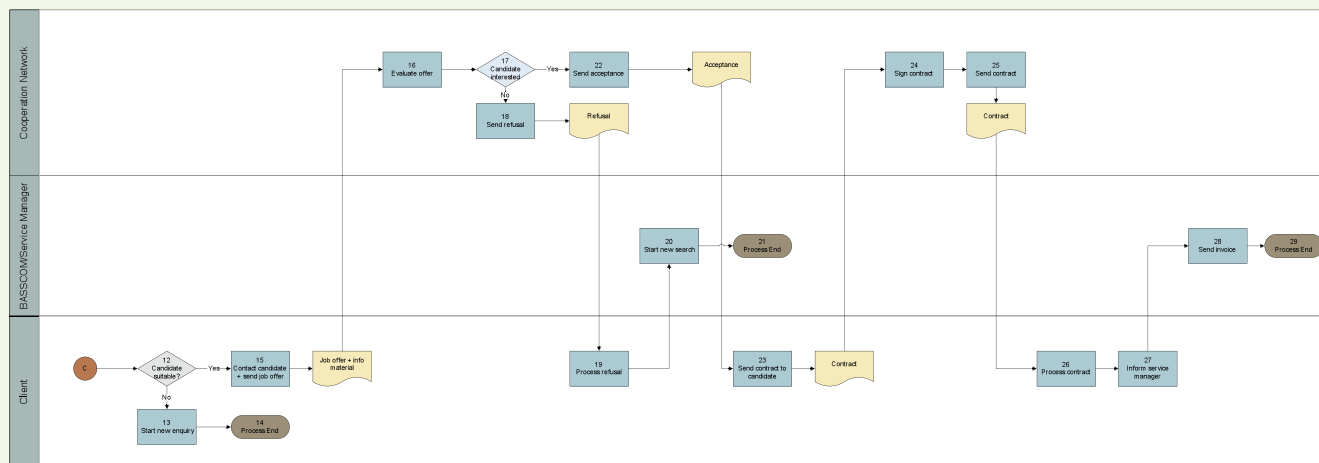 Cooperation Network
16
Evaluate offer
17
Candidate
interested
Yes
No
22
Send acceptance
Acceptance
18
Send refusal
Refusal
24
Sign contract
25
Send contract
Contract
BASSCOM/Service Manager
20
Start new search
21
Process End
28
Send invoice
29
Process End
Client
C
12
Candidate
suitable?
Yes
No
15
Contact candidate
+ send job offer
Job offer + info
material
13
Start new enquiry
14
Process End
19
Process refusal
23
Send contract to
candidate
Contract
26
Process contract
27
Inform service
manager